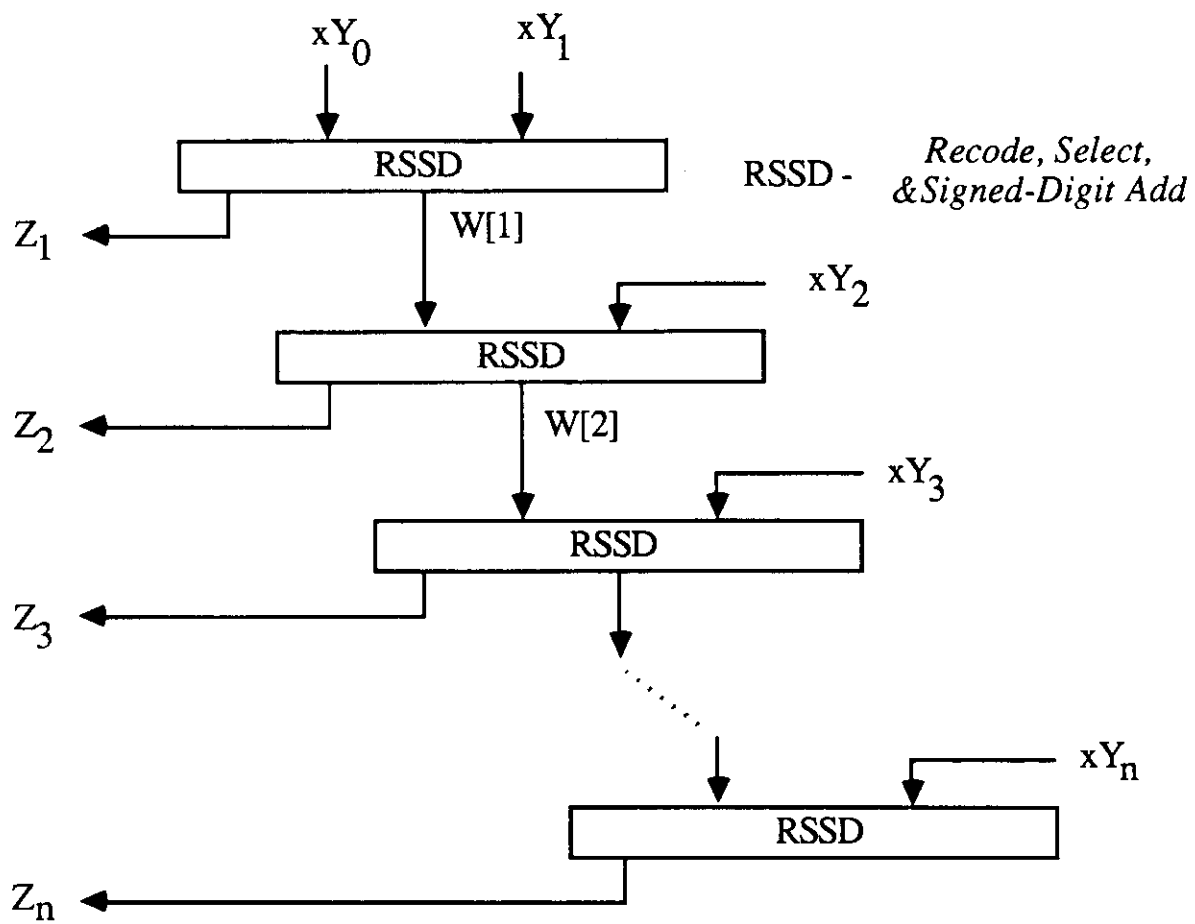 xY0 xY1
RSSD
RSSD - Recode, Select,
&Signed-Digit Add
Z1
W[1]
xY2
RSSD
Z2
W[2]
xY3
RSSD
Z3
xYn
RSSD
Zn